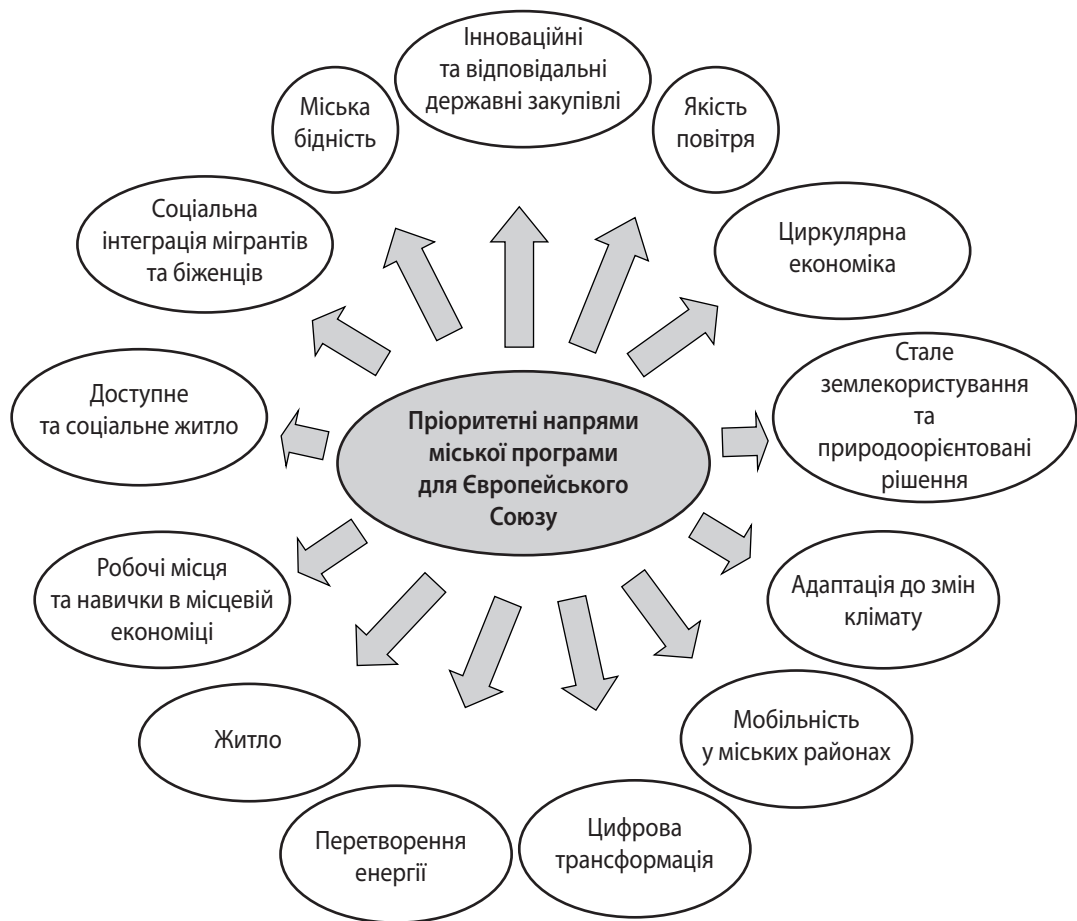 Інноваційні
та відповідальні
державні закупівлі
Якість
повітря
Циркулярна
економіка
Стале
землекористування
та
природоорієнтовані
рішення
Адаптація до змін
клімату
Мобільність
у міських районах
Цифрова
трансформація
Перетворення
енергії
Житло
Робочі місця
та навички в місцевій
економіці
Доступне
та соціальне житло
Соціальна
інтеграція мігрантів
та біженців
Міська
бідність
Пріоритетні напрями
міської програми
для Європейського
Союзу